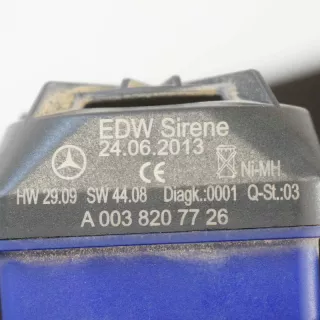 EDW Sirene
24.06.2013
CE Ni-MH
HW 29.09 SW 44.08 Diagk.:0001 Q-St.:03
A 003 820 77 26